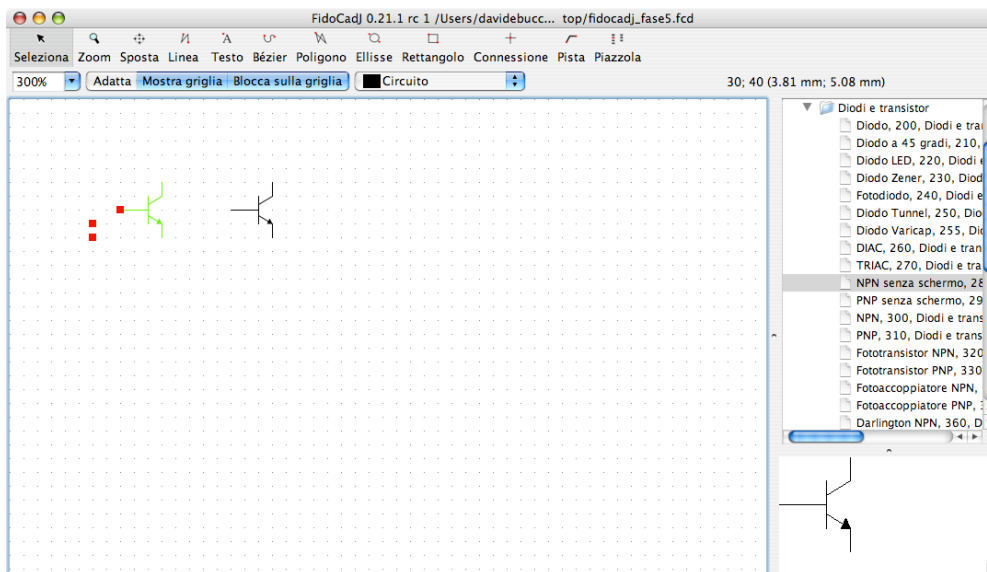 FidoCadJ 0.21.1 rc 1 /Users/davidebucc... top/fidocadj_fase5.fcd
Seleziona Zoom Sposta Linea Testo Bézier Poligono Ellisse Rettangolo Connessione Pista Piazzola
300% Adatta Mostra griglia Blocca sulla griglia Circuito 30; 40 (3.81 mm; 5.08 mm)
Diodi e transistor
Diodo, 200, Diodi e tra
Diodo a 45 gradi, 210,
Diodo LED, 220, Diodi e
Diodo Zener, 230, Diod
Fotodiodo, 240, Diodi e
Diodo Tunnel, 250, Dio
Diodo Varicap, 255, Dio
DIAC, 260, Diodi e tran
TRIAC, 270, Diodi e tra
NPN senza schermo, 28
PNP senza schermo, 29
NPN, 300, Diodi e trans
PNP, 310, Diodi e transi
Fototransistor NPN, 320
Fototransistor PNP, 330
Fotoaccoppiatore NPN,
Fotoaccoppiatore PNP, 3
Darlington NPN, 360, D